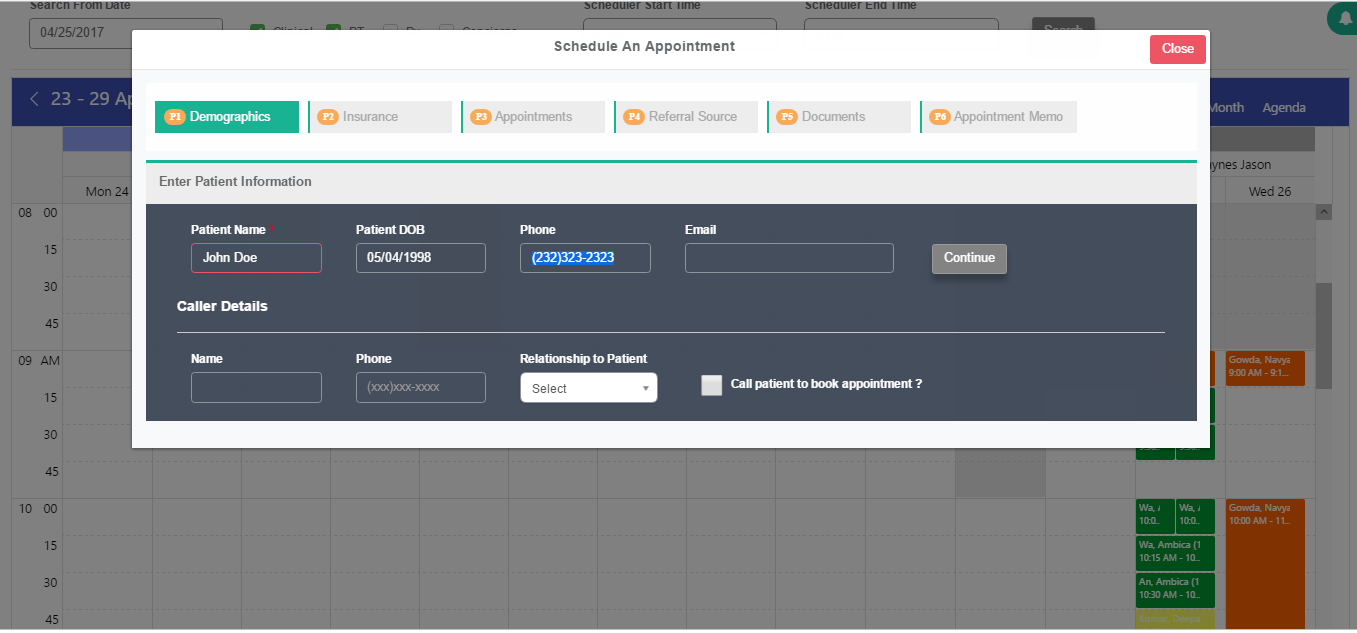 Search From Date
Scheduler Start Time
Scheduler End Time
04/25/2017
Clinical
PT
Concierge
Search
Schedule An Appointment
Close
23 - 29 Ap
Month
Agenda
P1 Demographics
P2 Insurance
P3 Appointments
P4 Referral Source
P5 Documents
P6 Appointment Memo
ynes Jason
Enter Patient Information
Mon 24
Wed 26
08 00
15
30
45
09 AM
15
30
45
10 00
15
30
45
Patient Name *
Patient DOB
Phone
Email
John Doe
05/04/1998
(232)323-2323
Continue
Caller Details
Name
Phone
Relationship to Patient
(xxx)xxx-xxxx
Select
Call patient to book appointment ?
Gowda, Navya
9:00 AM - 9:1...
Wa, A
10:0..
Wa, A
10:0..
Gowda, Navya
10:00 AM - 11...
Wa, Ambica (1
10:15 AM - 10...
An, Ambica (1
10:30 AM - 10...